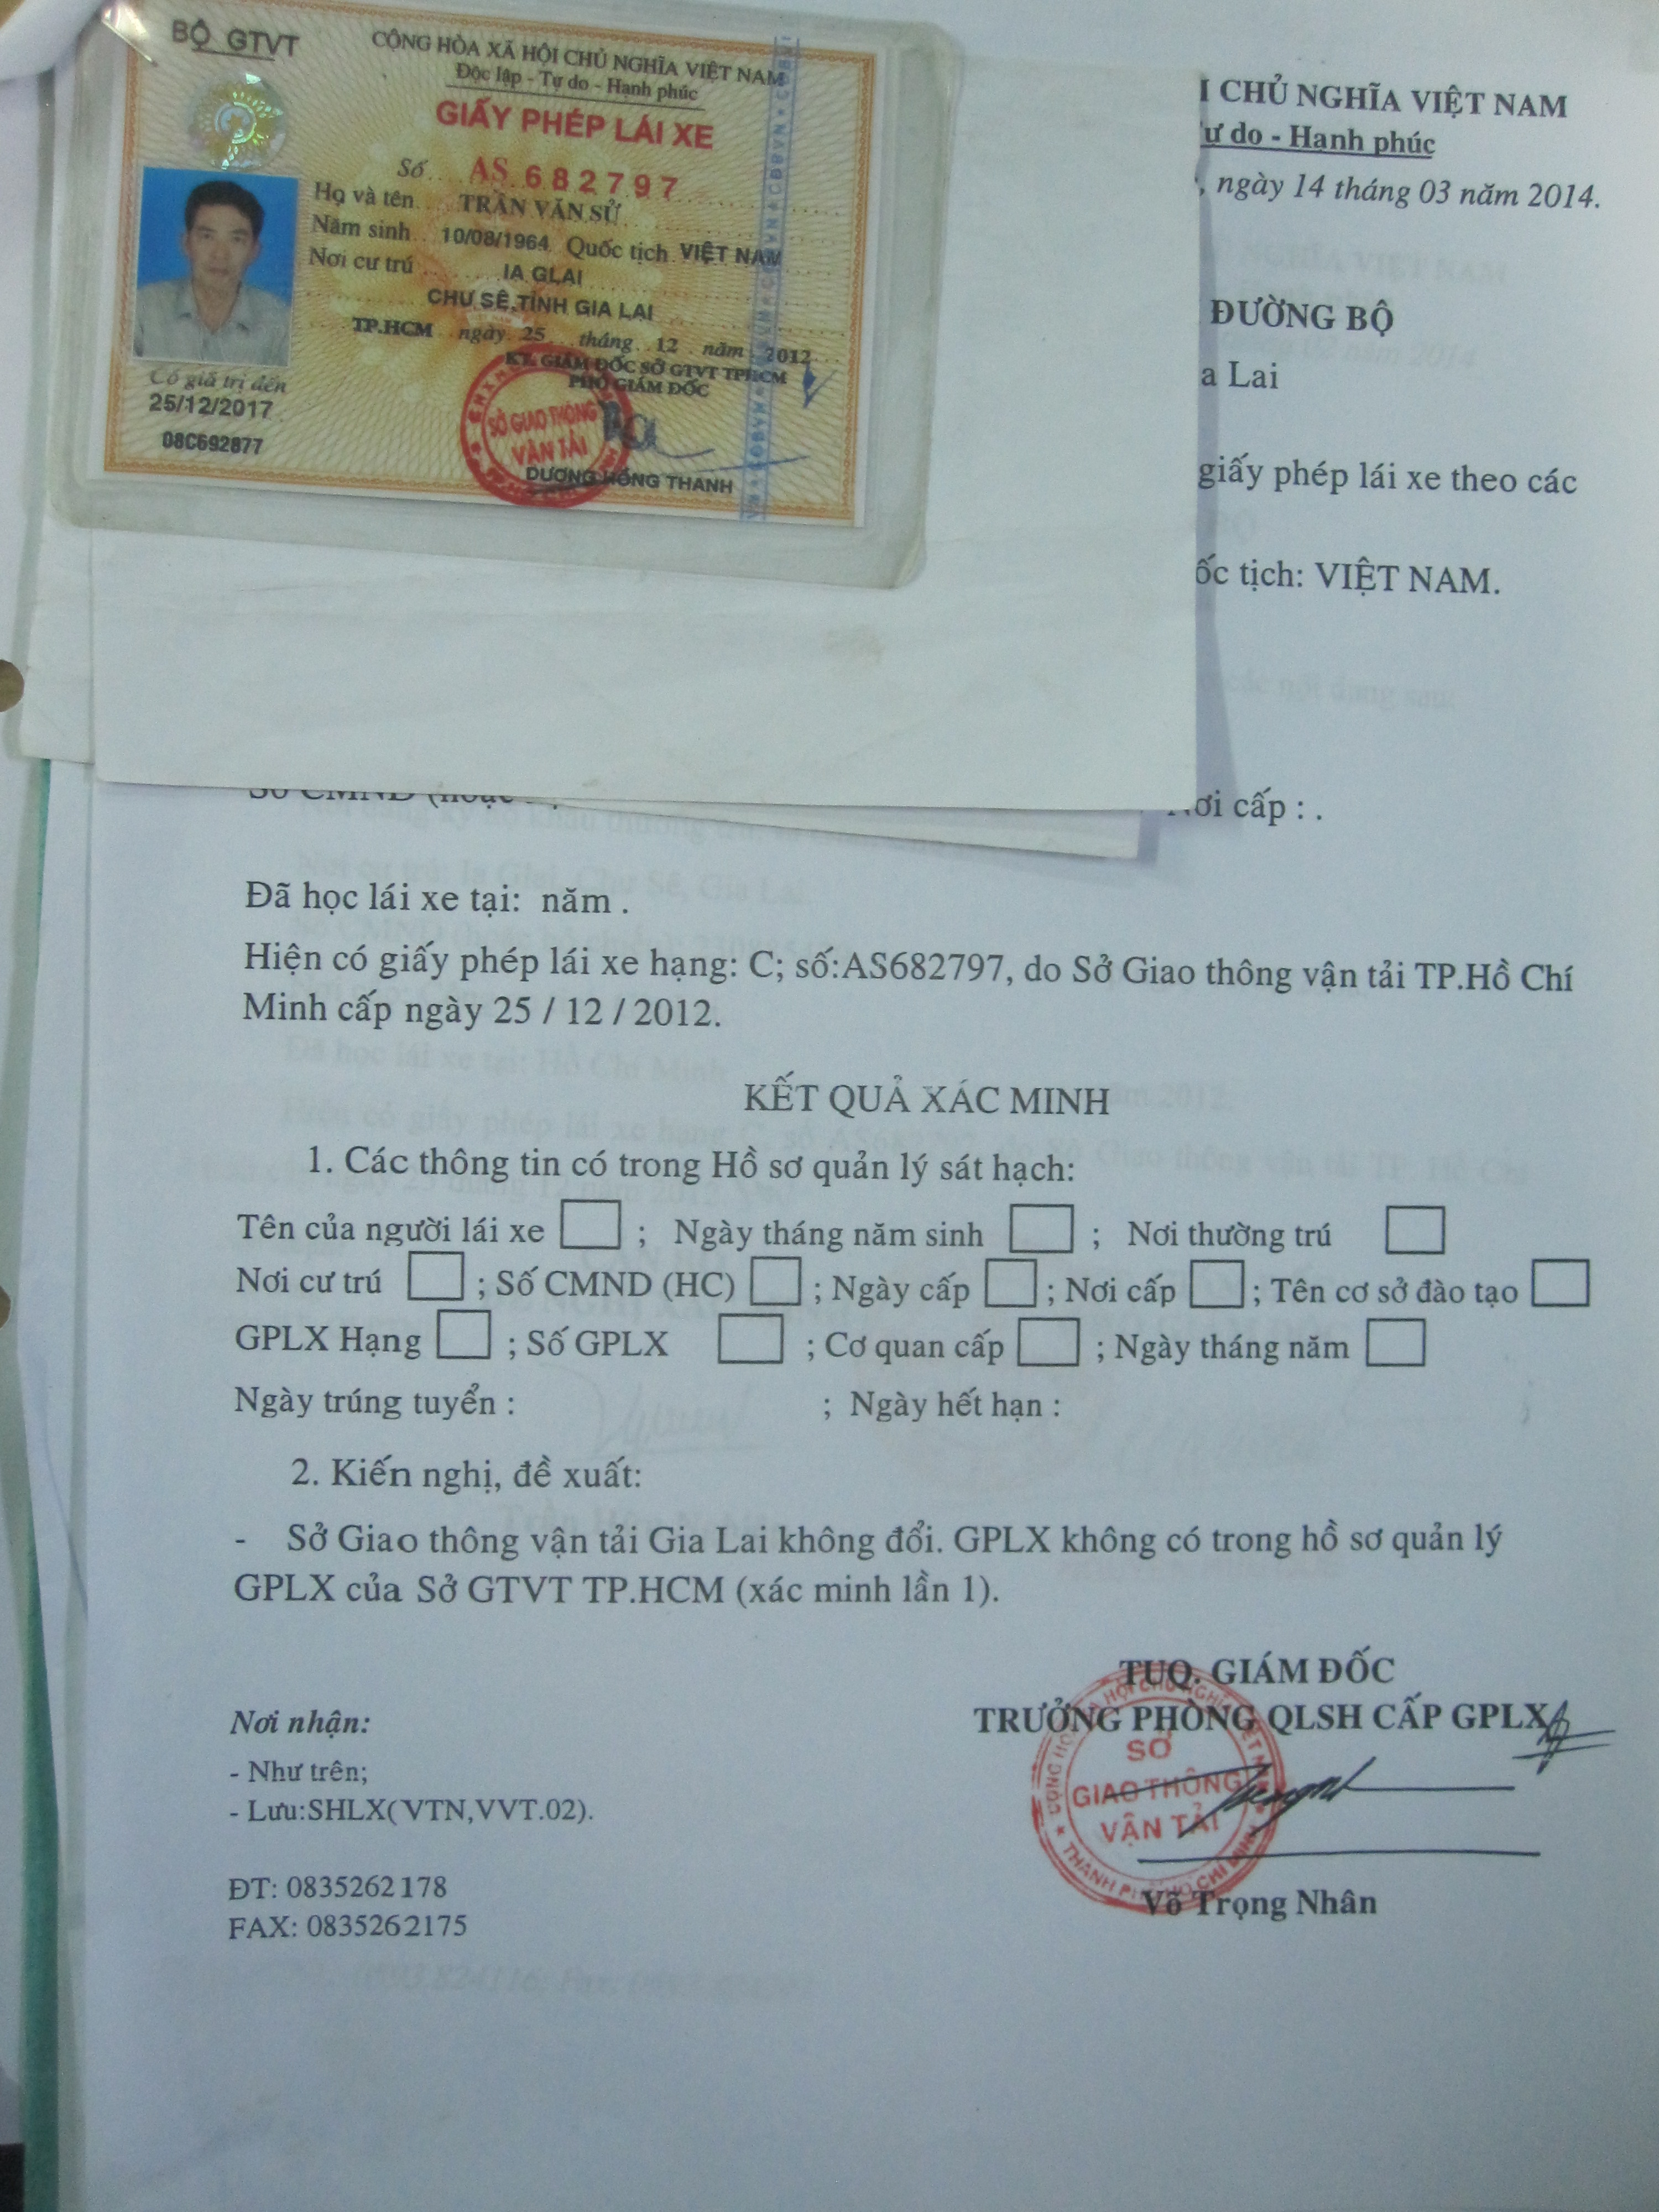 BỘ GTVT
CỘNG HÒA XÃ HỘI CHỦ NGHĨA VIỆT NAM
Độc lập - Tự do - Hạnh phúc
GIẤY PHÉP LÁI XE
Số AS 682797
Họ và tên TRẦN VĂN SỬ
Năm sinh 10/08/1964 Quốc tịch VIỆT NAM
Nơi cư trú IA GLAI
CHƯ SÊ,TỈNH GIA LAI
TP.HCM ngày 25 tháng 12 năm 2012
KT. GIÁM ĐỐC SỞ GTVT TPHCM
PHÓ GIÁM ĐỐC
SỞ GIAO THÔNG
VẬN TẢI
DƯƠNG HỒNG THANH
Có giá trị đến
25/12/2017
08C692877
I CHỦ NGHĨA VIỆT NAM
ự do - Hạnh phúc
, ngày 14 tháng 03 năm 2014.
ĐƯỜNG BỘ
a Lai
giấy phép lái xe theo các
ốc tịch: VIỆT NAM.
Số CMND (hoặc
ơi cấp : .
Đã học lái xe tại: năm .
Hiện có giấy phép lái xe hạng: C; số:AS682797, do Sở Giao thông vận tải TP.Hồ Chí
Minh cấp ngày 25 / 12 / 2012.
KẾT QUẢ XÁC MINH
1. Các thông tin có trong Hồ sơ quản lý sát hạch:
Tên của người lái xe ; Ngày tháng năm sinh ; Nơi thường trú
Nơi cư trú ; Số CMND (HC) ; Ngày cấp ; Nơi cấp ; Tên cơ sở đào tạo
GPLX Hạng ; Số GPLX ; Cơ quan cấp ; Ngày tháng năm
Ngày trúng tuyển : ; Ngày hết hạn :
2. Kiến nghị, đề xuất:
- Sở Giao thông vận tải Gia Lai không đổi. GPLX không có trong hồ sơ quản lý
GPLX của Sở GTVT TP.HCM (xác minh lần 1).
TUQ. GIÁM ĐỐC
TRƯỞNG PHÒNG QLSH CẤP GPLX
SỞ
GIAO THÔNG
VẬN TẢI
Võ Trọng Nhân
Nơi nhận:
- Như trên;
- Lưu:SHLX(VTN,VVT.02).
ĐT: 0835262178
FAX: 0835262175